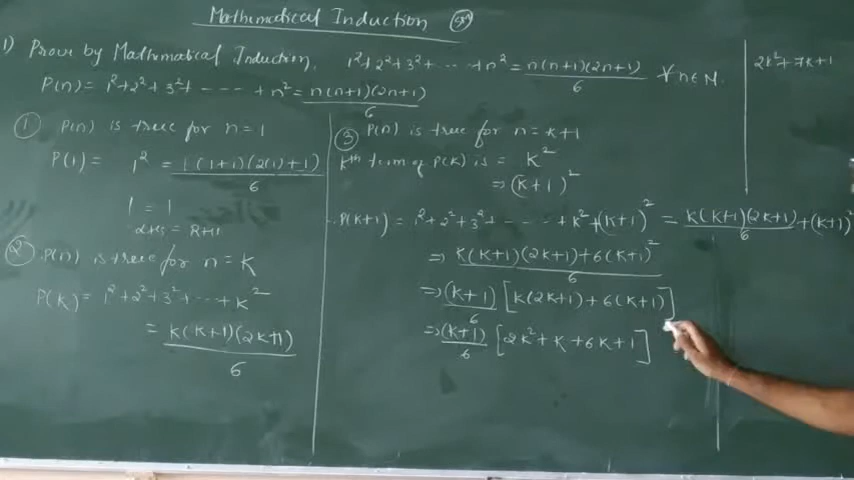 Mathematical Induction
1) Prove by Mathematical Induction, 1²+2²+3²+ - - - +n² = n(n+1)(2n+1)/6 ∀ n∈N.
P(n) = 1²+2²+3²+ - - - - +n² = n(n+1)(2n+1)/6
① P(n) is true for n=1
P(1) = 1² = 1(1+1)(2(1)+1)/6
1 = 1
LHS = RHS
② P(n) is true for n=K
P(K) = 1²+2²+3²+ - - - +K²
= K(K+1)(2K+1)/6
③ P(n) is true for n=K+1
Kth term of P(K) is = K²
⇒ (K+1)²
∴ P(K+1) = 1²+2²+3²+ - - - - +K²+(K+1)² = K(K+1)(2K+1)/6+(K+1)²
⇒ K(K+1)(2K+1)+6(K+1)²/6
⇒ (K+1)/6 [K(2K+1)+6(K+1)]
⇒ (K+1)/6 [2K²+K+6K+1]
2K²+7K+1